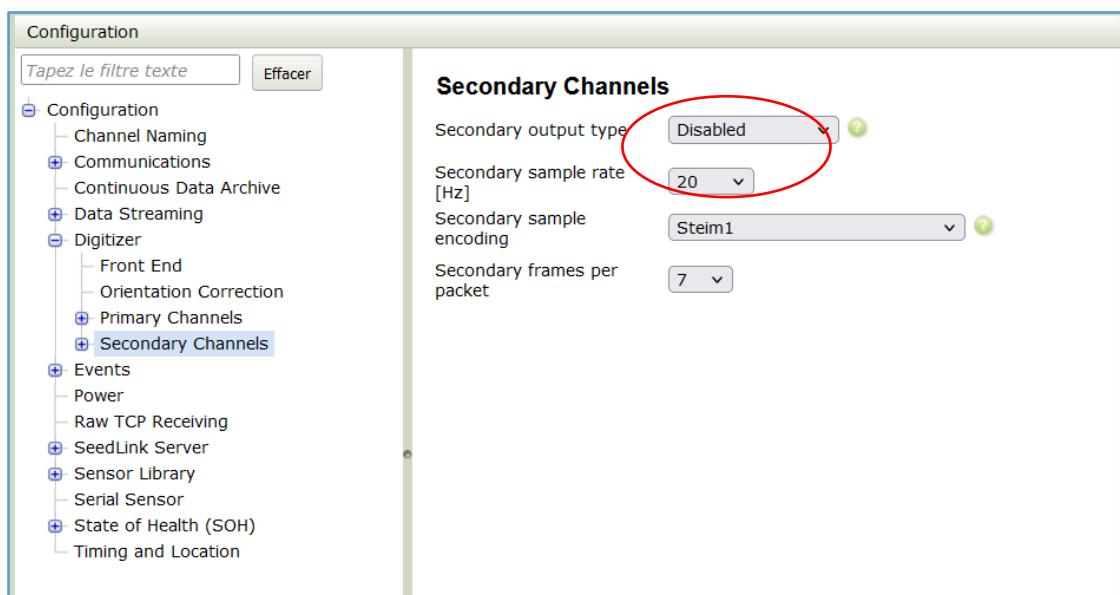 Configuration
Tapez le filtre texte
Effacer
Configuration
Channel Naming
Communications
Continuous Data Archive
Data Streaming
Digitizer
Front End
Orientation Correction
Primary Channels
Secondary Channels
Events
Power
Raw TCP Receiving
SeedLink Server
Sensor Library
Serial Sensor
State of Health (SOH)
Timing and Location
Secondary Channels
Secondary output type Disabled
Secondary sample rate
[Hz] 20
Secondary sample
encoding Steim1
Secondary frames per
packet 7